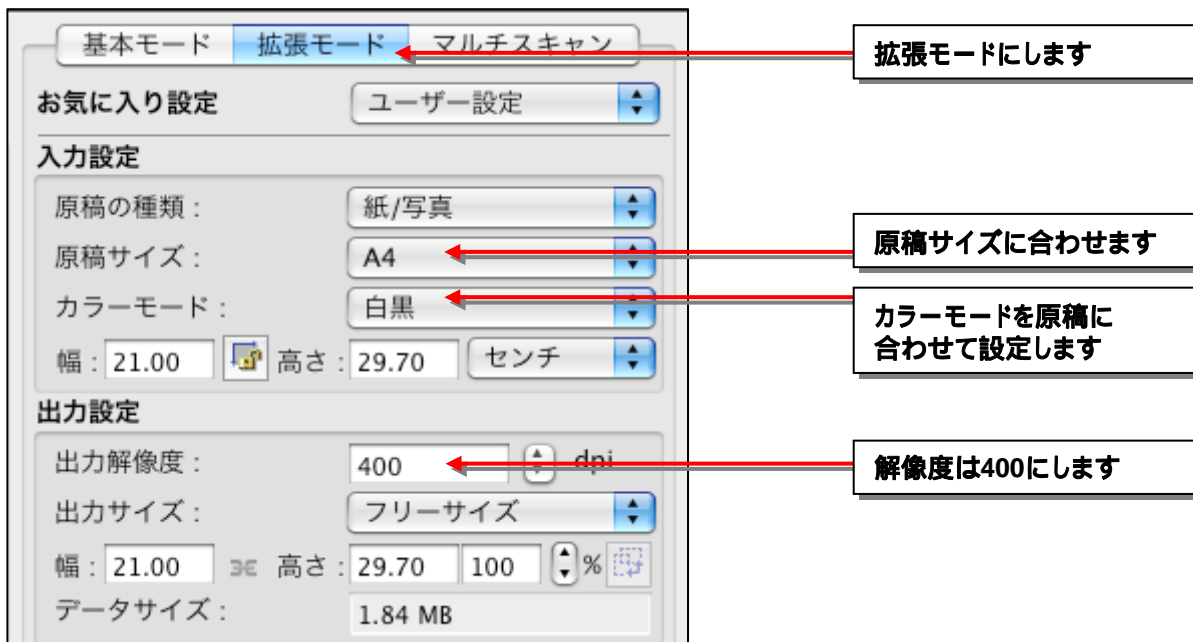 基本モード 拡張モード マルチスキャン
拡張モードにします
お気に入り設定 ユーザー設定
入力設定
原稿の種類： 紙/写真
原稿サイズ： A4
原稿サイズに合わせます
カラーモード： 白黒
カラーモードを原稿に
合わせて設定します
幅： 21.00 高さ： 29.70 センチ
出力設定
出力解像度： 400 dpi
解像度は400にします
出力サイズ： フリーサイズ
幅： 21.00 高さ： 29.70 100 %
データサイズ： 1.84 MB